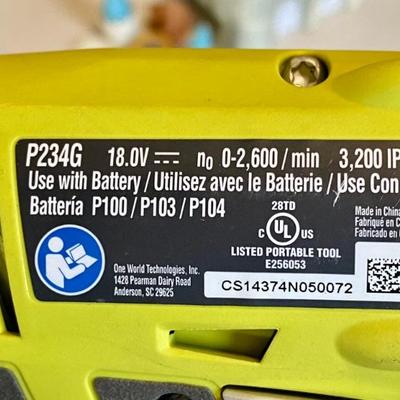 P234G 18.0V ⎓ n₀ 0-2,600 / min 3,200 IP
Use with Battery / Utilisez avec le Batterie / Use Con
Batería P100 / P103 / P104
28TD
C UL US
LISTED PORTABLE TOOL
E256053
Made in China
Fabriqué en C
Fabricado en
One World Technologies, Inc.
1428 Pearman Dairy Road
Anderson, SC 29625
CS14374N050072